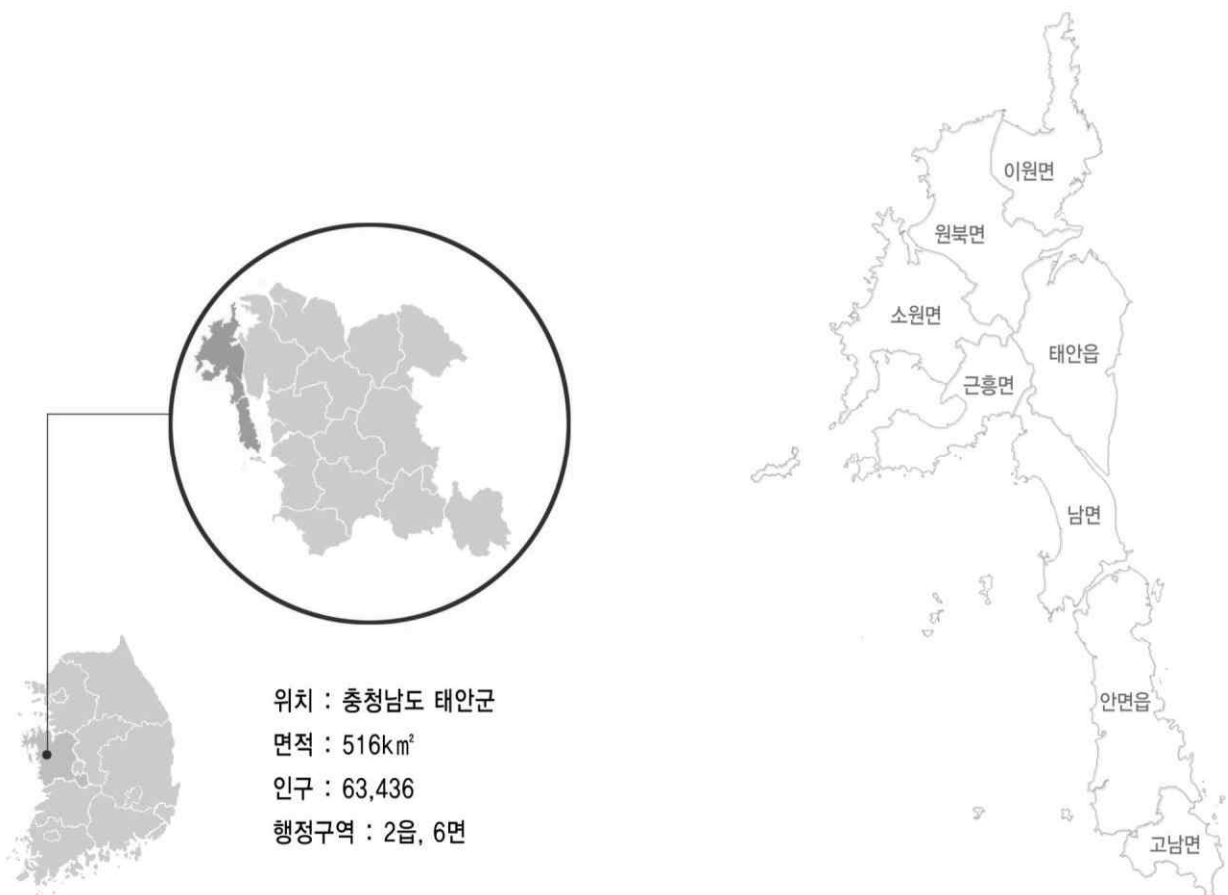 이원면
원북면
소원면
태안읍
근흥면
남면
안면읍
고남면
위치 : 충청남도 태안군
면적 : 516k㎡
인구 : 63,436
행정구역 : 2읍, 6면